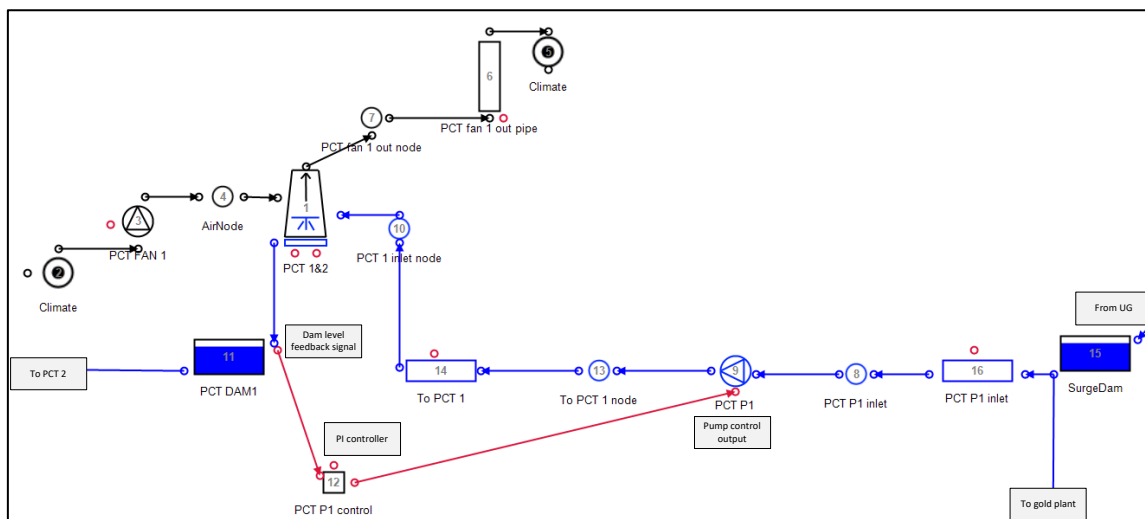 5
Climate
6
PCT fan 1 out pipe
7
PCT fan 1 out node
3
PCT FAN 1
4
AirNode
1
PCT 1&2
10
PCT 1 inlet node
2
Climate
From UG
Dam level
feedback signal
11
PCT DAM1
To PCT 2
14
To PCT 1
13
To PCT 1 node
9
PCT P1
8
PCT P1 inlet
16
PCT P1 inlet
15
SurgeDam
Pump control
output
PI controller
12
PCT P1 control
To gold plant